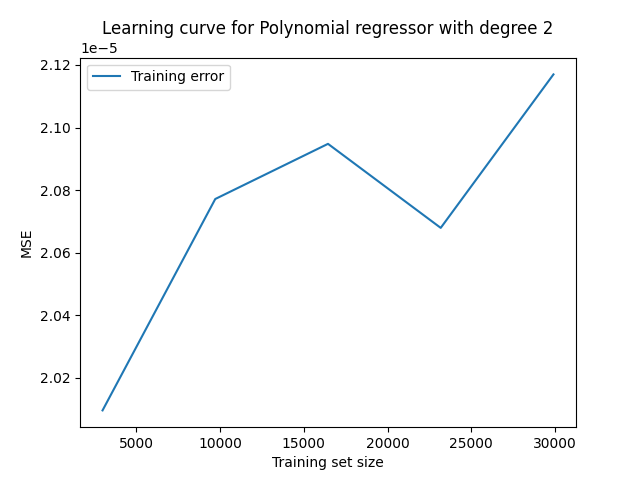 Learning curve for Polynomial regressor with degree 2
1e−5
2.12
2.10
2.08
2.06
2.04
2.02
MSE
Training error
5000 10000 15000 20000 25000 30000
Training set size